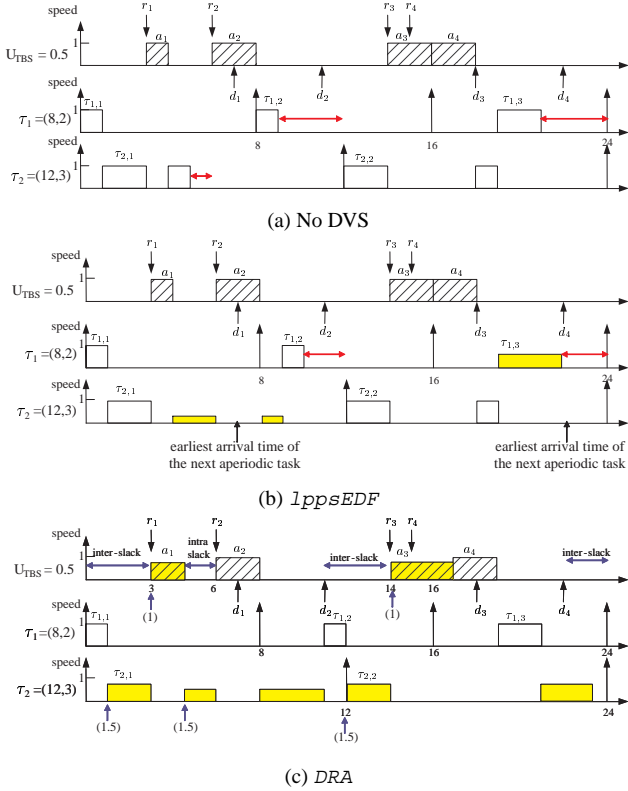 speed
r1 r2 r3 r4
1 a1 a2 a3 a4
U_TBS = 0.5
d1 d2 d3 d4
speed
1 τ1,1 τ1,2 τ1,3
τ1 =(8,2)
8 16 24
speed
1 τ2,1 τ2,2
τ2 =(12,3)
(a) No DVS
speed
r1 r2 r3 r4
1 a1 a2 a3 a4
U_TBS = 0.5
d1 d2 d3 d4
speed
1 τ1,1 τ1,2 τ1,3
τ1 =(8,2)
8 16 24
speed
1 τ2,1 τ2,2
τ2 =(12,3)
earliest arrival time of earliest arrival time of
the next aperiodic task the next aperiodic task
(b) lppsEDF
speed
r1 r2 r3 r4
inter-slack a1 intra slack a2 inter-slack a3 a4 inter-slack
1
U_TBS = 0.5
3 6 14 16
(1) d1 d2 (1) d3 d4
speed
1 τ1,1 τ1,2 τ1,3
τ1=(8,2)
8 16 24
speed
1 τ2,1 τ2,2
τ2 =(12,3)
12 24
(1.5) (1.5) (1.5)
(c) DRA